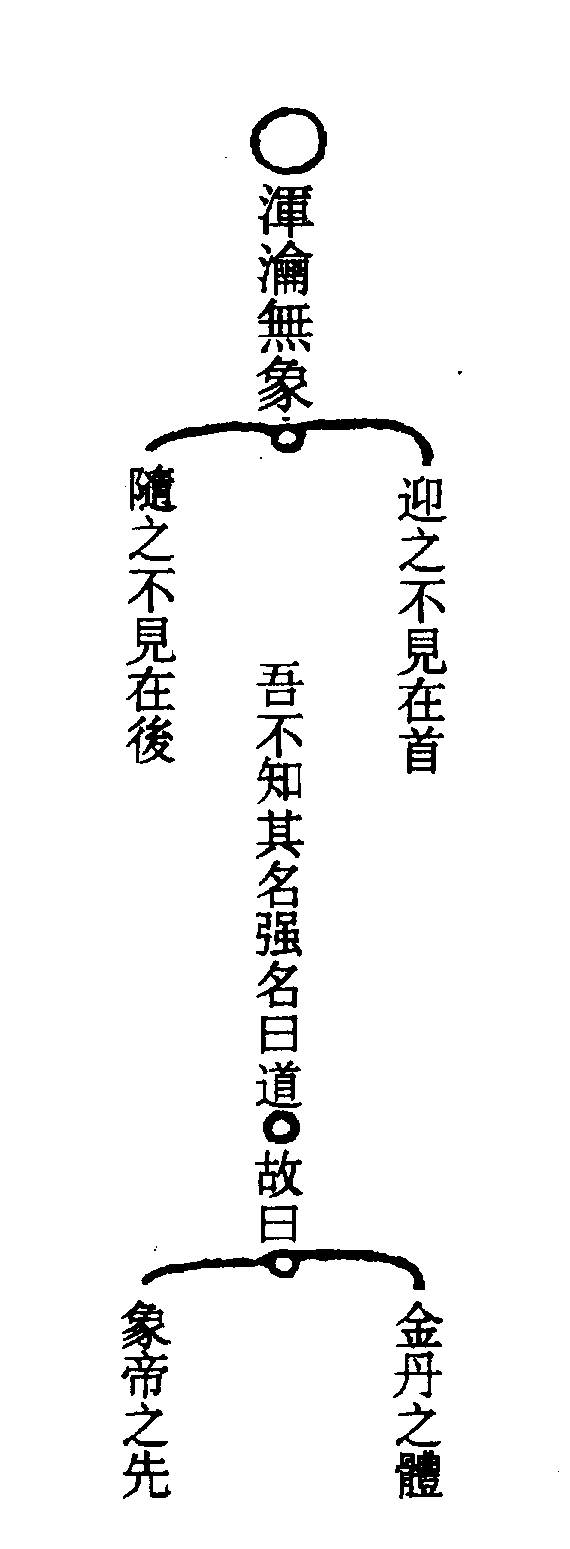 渾瀹無象
迎之不見在首
隨之不見在後
吾不知其名强名曰道
故曰
金丹之體
象帝之先